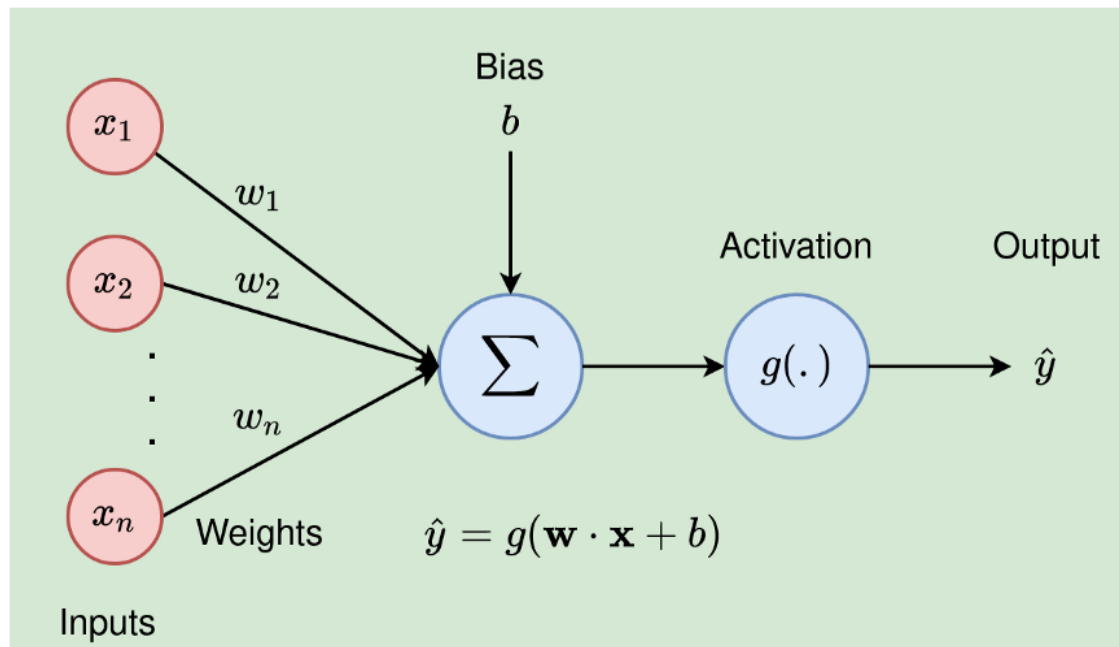 Bias
b
x₁
w₁
Activation
Output
x₂
w₂
∑
g(.)
ŷ
.
.
.
wₙ
xₙ
Weights
ŷ = g(𝐰 · 𝐱 + b)
Inputs